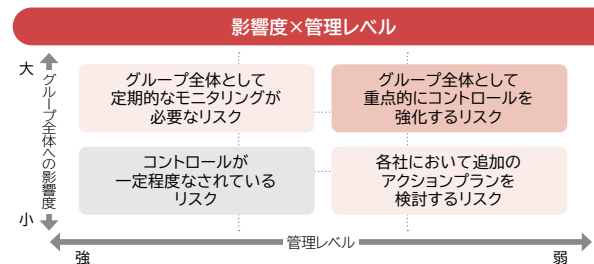 影響度×管理レベル
大
グループ全体への影響度
小
グループ全体として
定期的なモニタリングが
必要なリスク
グループ全体として
重点的にコントロールを
強化するリスク
コントロールが
一定程度なされている
リスク
各社において追加の
アクションプランを
検討するリスク
管理レベル
強
弱